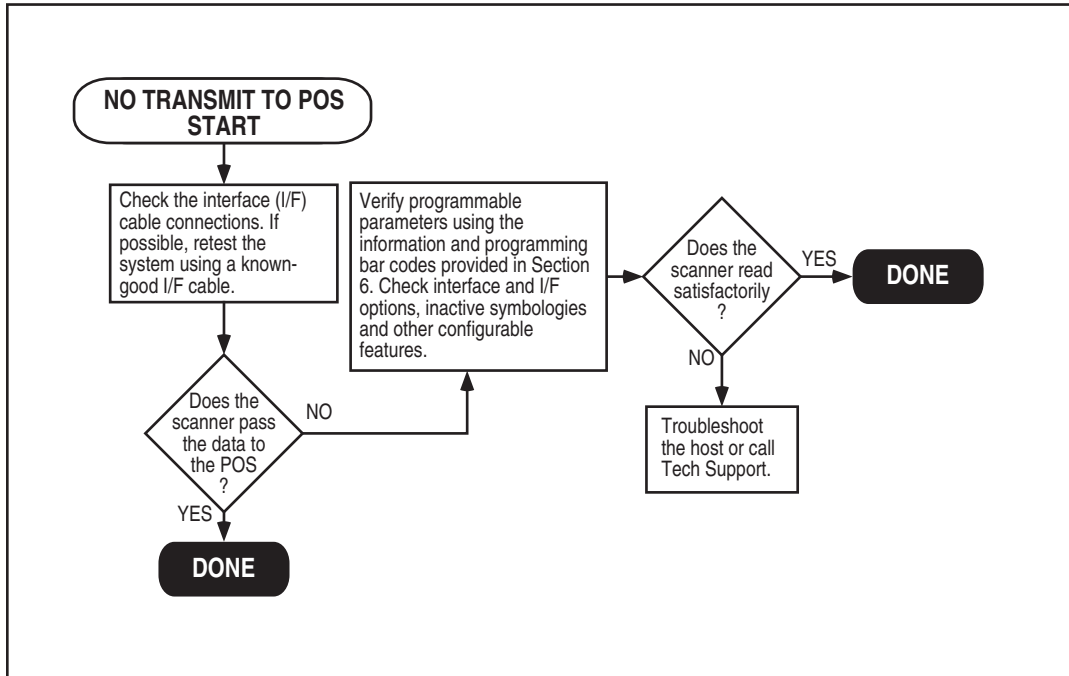 NO TRANSMIT TO POS
START
Check the interface (I/F)
cable connections. If
possible, retest the
system using a known-
good I/F cable.
Does the
scanner pass
the data to
the POS
?
NO
YES
DONE
Verify programmable
parameters using the
information and programming
bar codes provided in Section
6. Check interface and I/F
options, inactive symbologies
and other configurable
features.
Does the
scanner read
satisfactorily
?
YES
DONE
NO
Troubleshoot
the host or call
Tech Support.